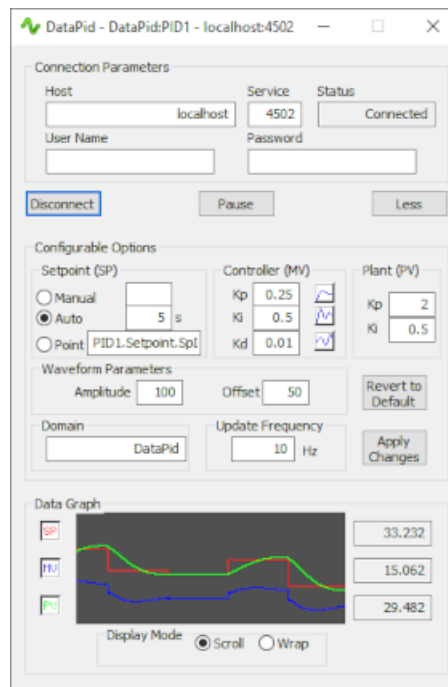 DataPid - DataPid:PID1 - localhost:4502
Connection Parameters
Host Service Status
localhost 4502 Connected
User Name Password
Disconnect Pause Less
Configurable Options
Setpoint (SP) Controller (MV) Plant (PV)
Manual Kp 0.25 Kp 2
Auto 5 s Ki 0.5 Ki 0.5
Point PID1.Setpoint.SpI Kd 0.01
Waveform Parameters
Amplitude 100 Offset 50 Revert to
Default
Domain Update Frequency
DataPid 10 Hz Apply
Changes
Data Graph
SP 33.232
MV 15.062
PV 29.482
Display Mode Scroll Wrap